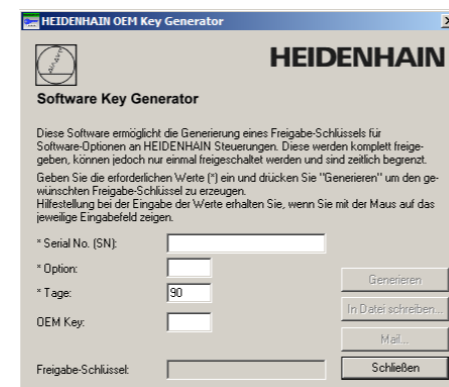 HEIDENHAIN OEM Key Generator
HEIDENHAIN
Software Key Generator
Diese Software ermöglicht die Generierung eines Freigabe-Schlüssels für
Software-Optionen an HEIDENHAIN Steuerungen. Diese werden komplett freige-
geben, können jedoch nur einmal freigeschaltet werden und sind zeitlich begrenzt.
Geben Sie die erforderlichen Werte (*) ein und drücken Sie "Generieren" um den ge-
wünschten Freigabe-Schlüssel zu erzeugen.
Hilfestellung bei der Eingabe der Werte erhalten Sie, wenn Sie mit der Maus auf das
jeweilige Eingabefeld zeigen.
* Serial No. (SN):
* Option:
Generieren
* Tage: 90
In Datei schreiben...
OEM Key:
Mail...
Freigabe-Schlüssel:
Schließen